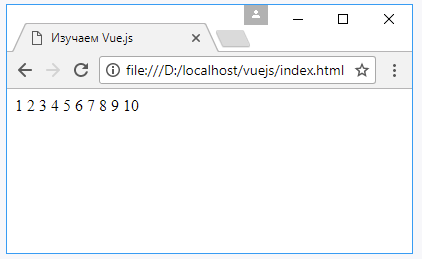 Изучаем Vue.js
file:///D:/localhost/vuejs/index.html
1 2 3 4 5 6 7 8 9 10